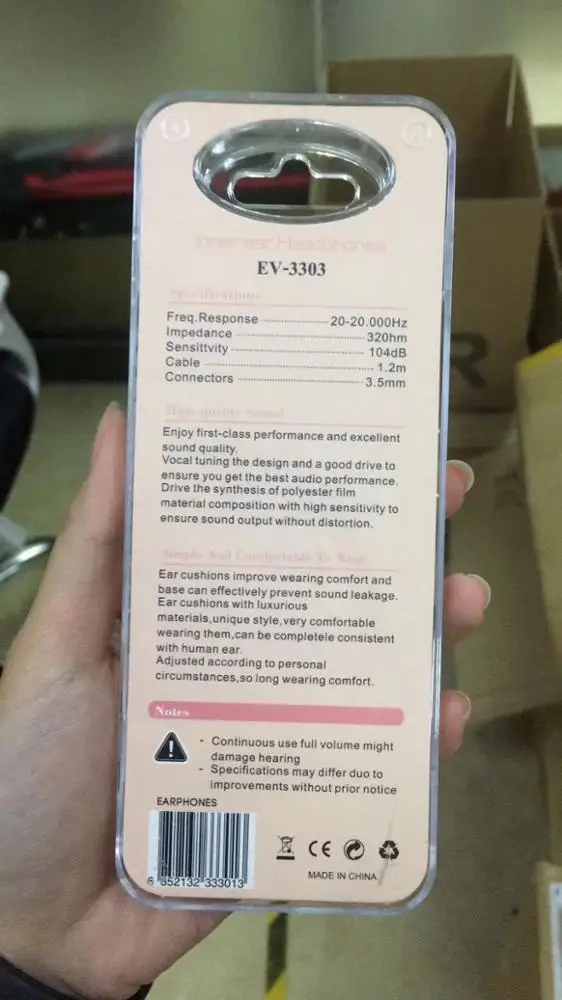 Inner ear Headphones
EV-3303
Specifications
Freq.Response 20-20.000Hz
Impedance 320hm
Sensittvity 104dB
Cable 1.2m
Connectors 3.5mm
High-quality Sound
Enjoy first-class performance and excellent
sound quality.
Vocal tuning the design and a good drive to
ensure you get the best audio performance.
Drive the synthesis of polyester film
material composition with high sensitivity to
ensure sound output without distortion.
Simple And Comfortable To Wear
Ear cushions improve wearing comfort and
base can effectively prevent sound leakage.
Ear cushions with luxurious
materials,unique style,very comfortable
wearing them,can be completele consistent
with human ear.
Adjusted according to personal
circumstances,so long wearing comfort.
Notes
- Continuous use full volume might
damage hearing
- Specifications may differ duo to
improvements without prior notice
EARPHONES
6 952132 333013
CE
MADE IN CHINA
R